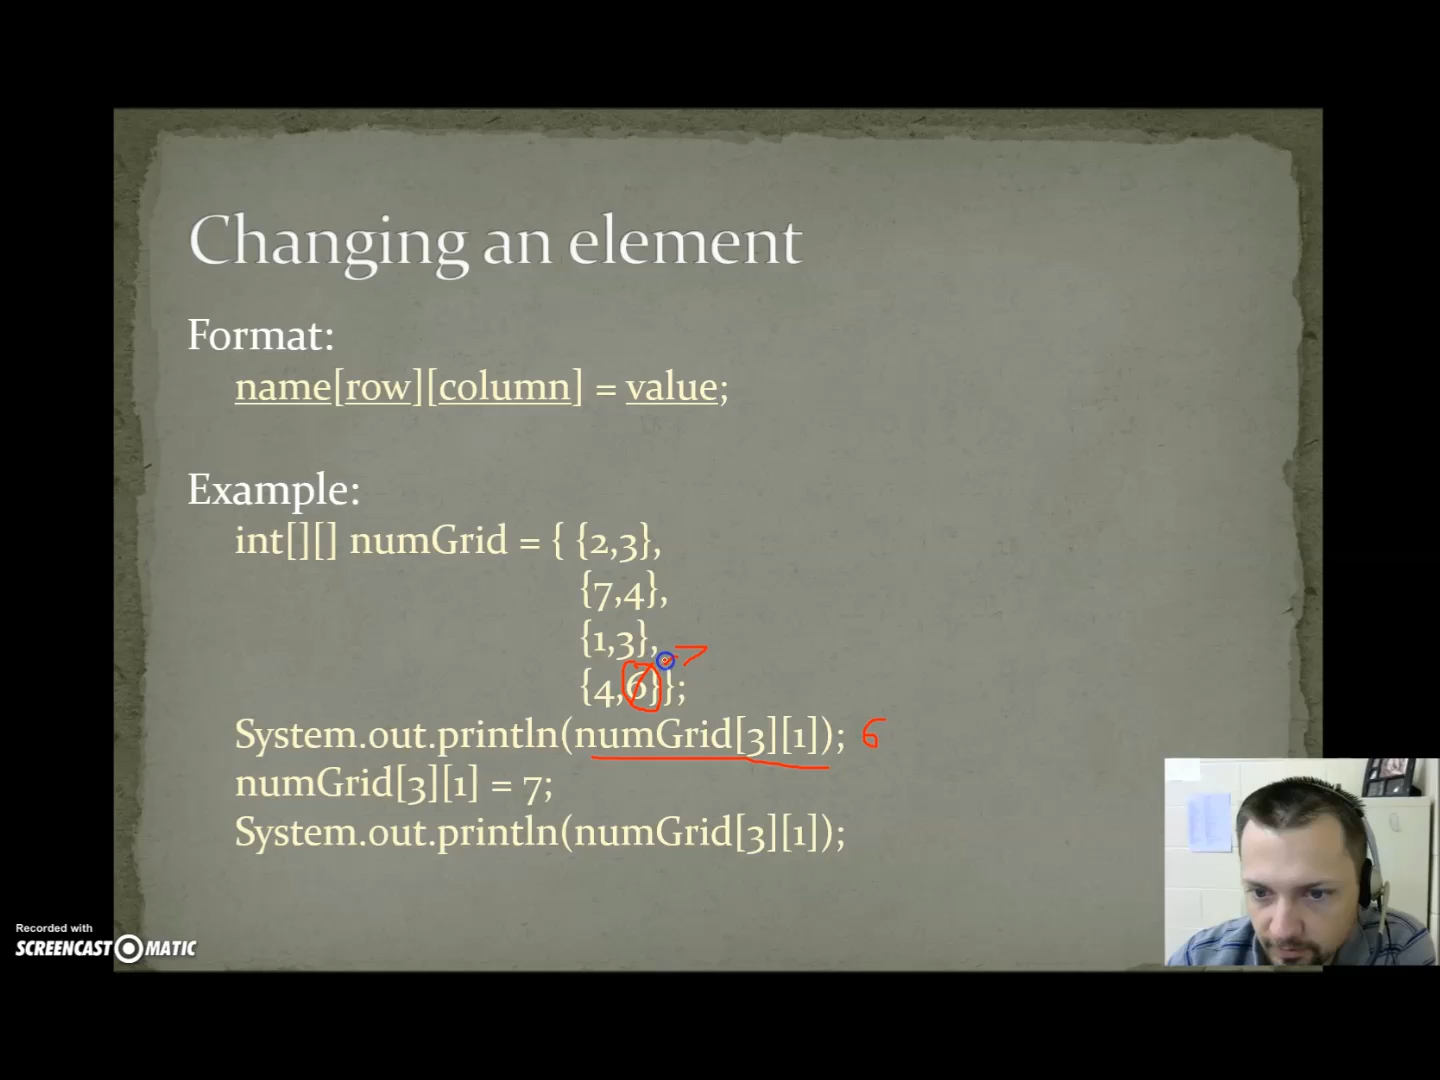 Changing an element
Format:
name[row][column] = value;
Example:
int[][] numGrid = { {2,3},
{7,4},
{1,3}, 7
{4,6}};
System.out.println(numGrid[3][1]); 6
numGrid[3][1] = 7;
System.out.println(numGrid[3][1]);
Recorded with
SCREENCAST MATIC